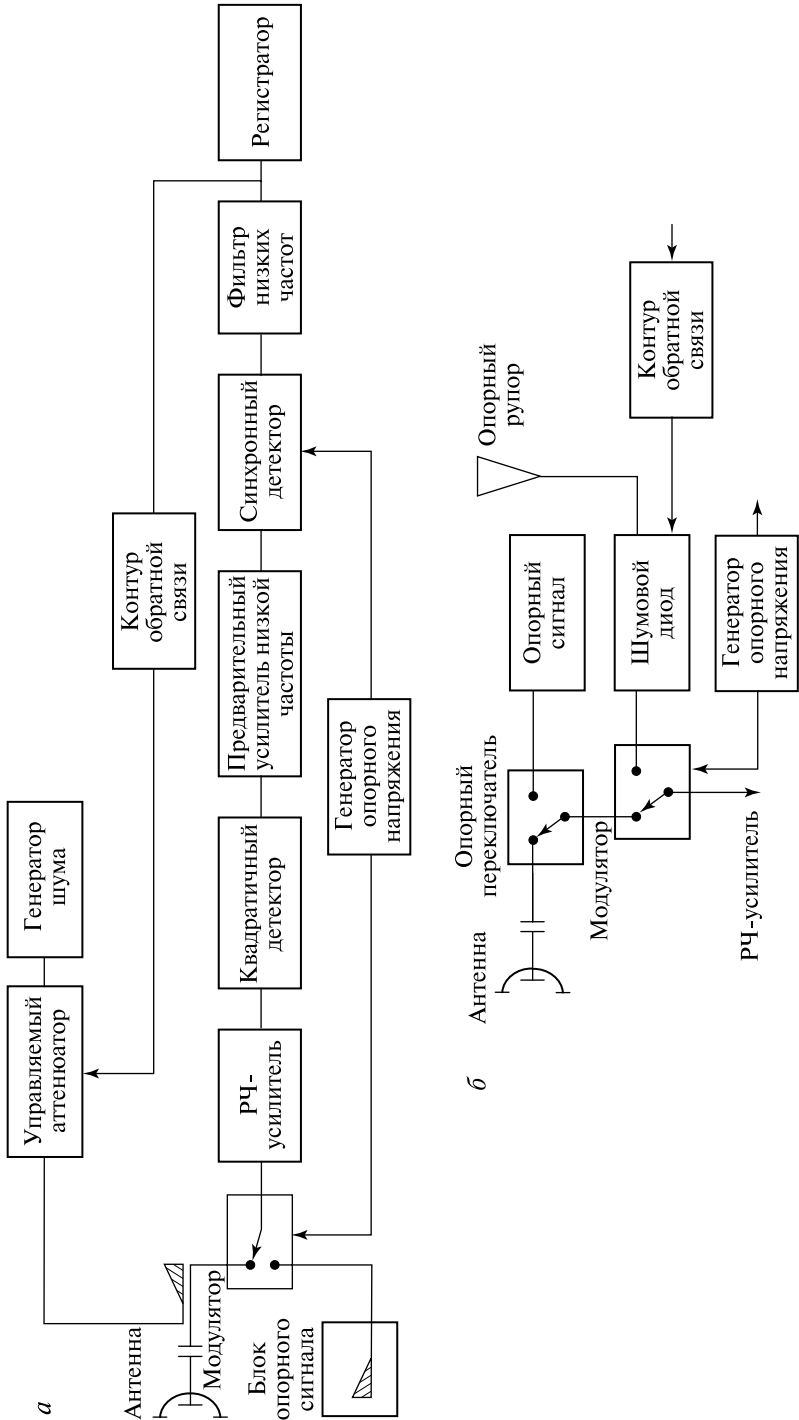 а
Генератор
шума
Управляемый
аттенюатор
Контур
обратной
связи
Антенна
Модулятор
Блок
опорного
сигнала
РЧ-
усилитель
Квадратичный
детектор
Предварительный
усилитель низкой
частоты
Синхронный
детектор
Фильтр
низких
частот
Регистратор
Генератор
опорного
напряжения
б
Антенна
Опорный
переключатель
Модулятор
РЧ-усилитель
Опорный
сигнал
Шумовой
диод
Генератор
опорного
напряжения
Опорный
рупор
Контур
обратной
связи